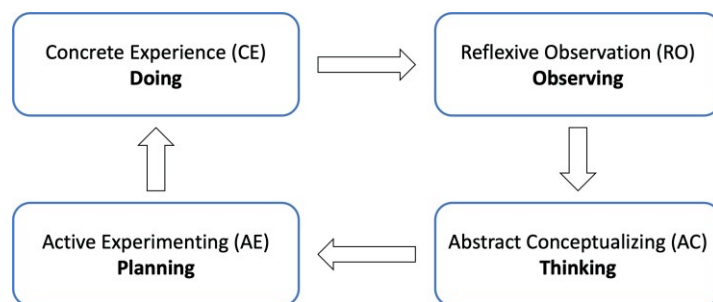 Concrete Experience (CE)
Doing
Reflexive Observation (RO)
Observing
Active Experimenting (AE)
Planning
Abstract Conceptualizing (AC)
Thinking